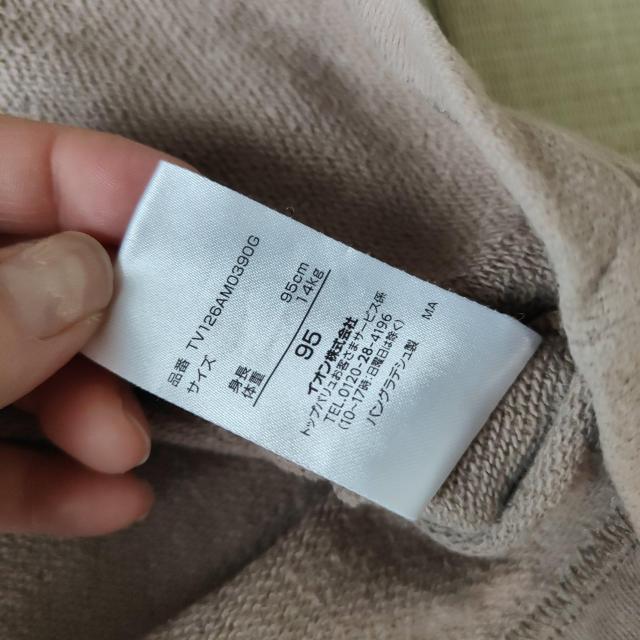 品番 TV126AM0390G
サイズ
身長 95cm
体重 14kg
95
イオン株式会社
トップバリュお客さまサービス係
TEL.0120-28-4196
(10~17時 日曜日は除く)
バングラデシュ製 MA